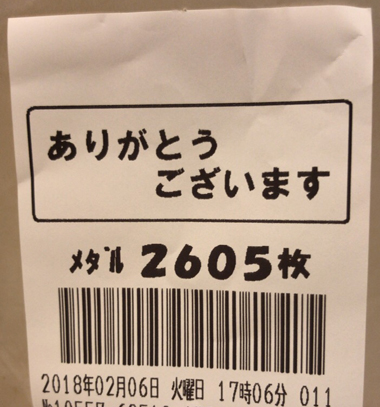 ありがとう
ございます
メダル 2605枚
2018年02月06日 火曜日 17時06分 011